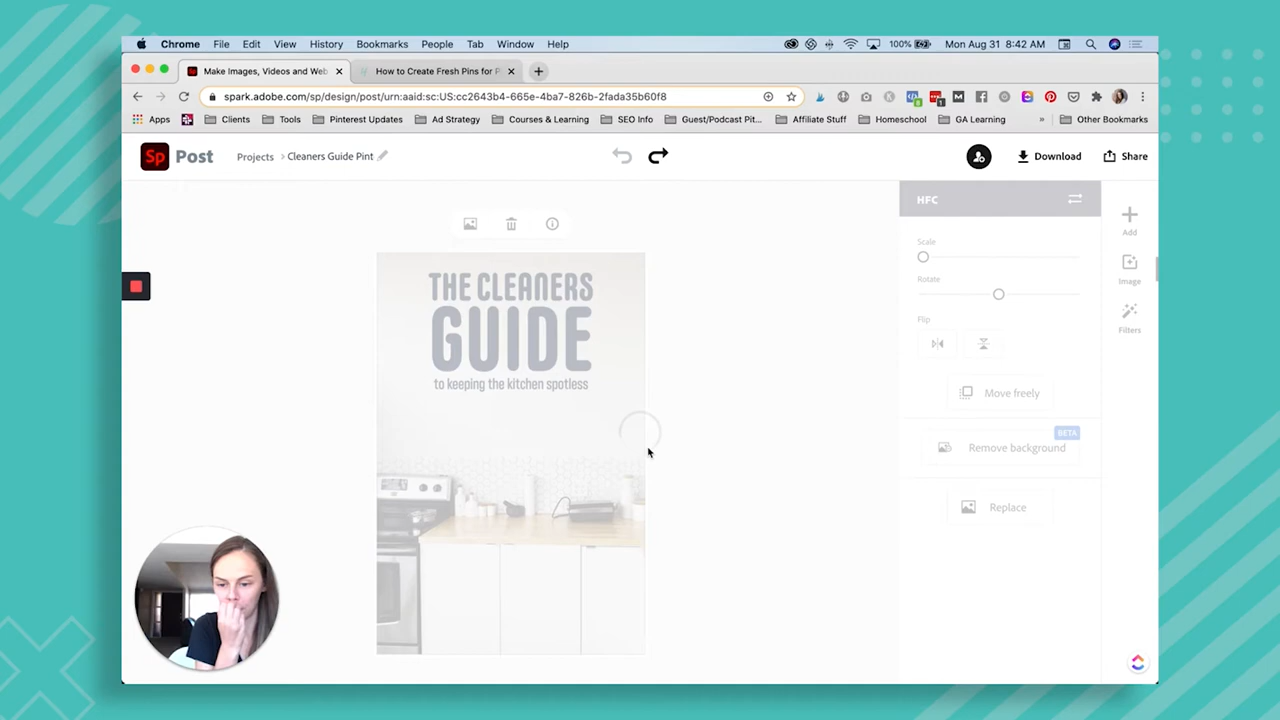 Chrome File Edit View History Bookmarks People Tab Window Help 100% Mon Aug 31 8:42 AM
Make Images, Videos and Web How to Create Fresh Pins for P
spark.adobe.com/sp/design/post/urn:aaid:sc:US:cc2643b4-665e-4ba7-826b-2fada35b60f8
Apps Clients Tools Pinterest Updates Ad Strategy Courses & Learning SEO Info Guest/Podcast Pit... Affiliate Stuff Homeschool GA Learning » Other Bookmarks
Sp Post Projects > Cleaners Guide Pint Download Share
HFC
Add
Scale
Image
Rotate
Filters
Flip
Move freely
BETA
Remove background
Replace
THE CLEANERS
GUIDE
to keeping the kitchen spotless